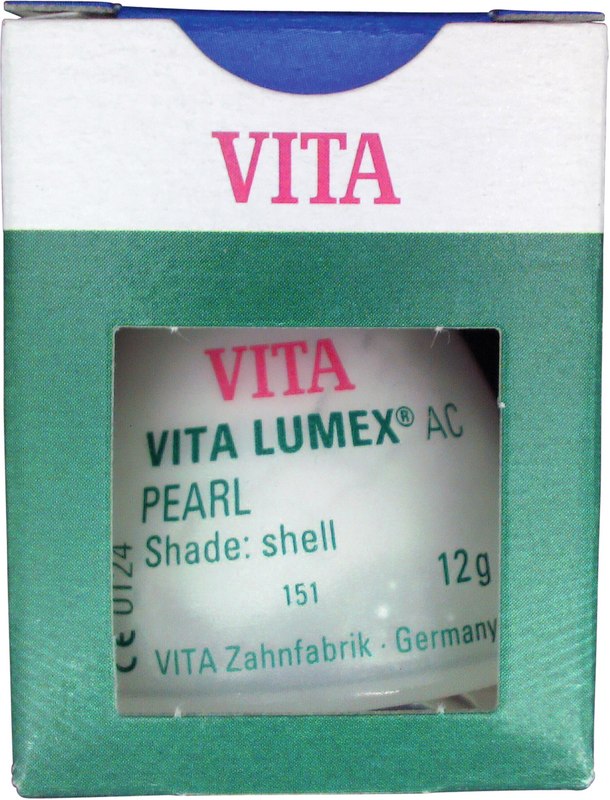 VITA
VITA
VITA LUMEX® AC
PEARL
Shade: shell
151
12g
CE 0124
VITA Zahnfabrik · Germany